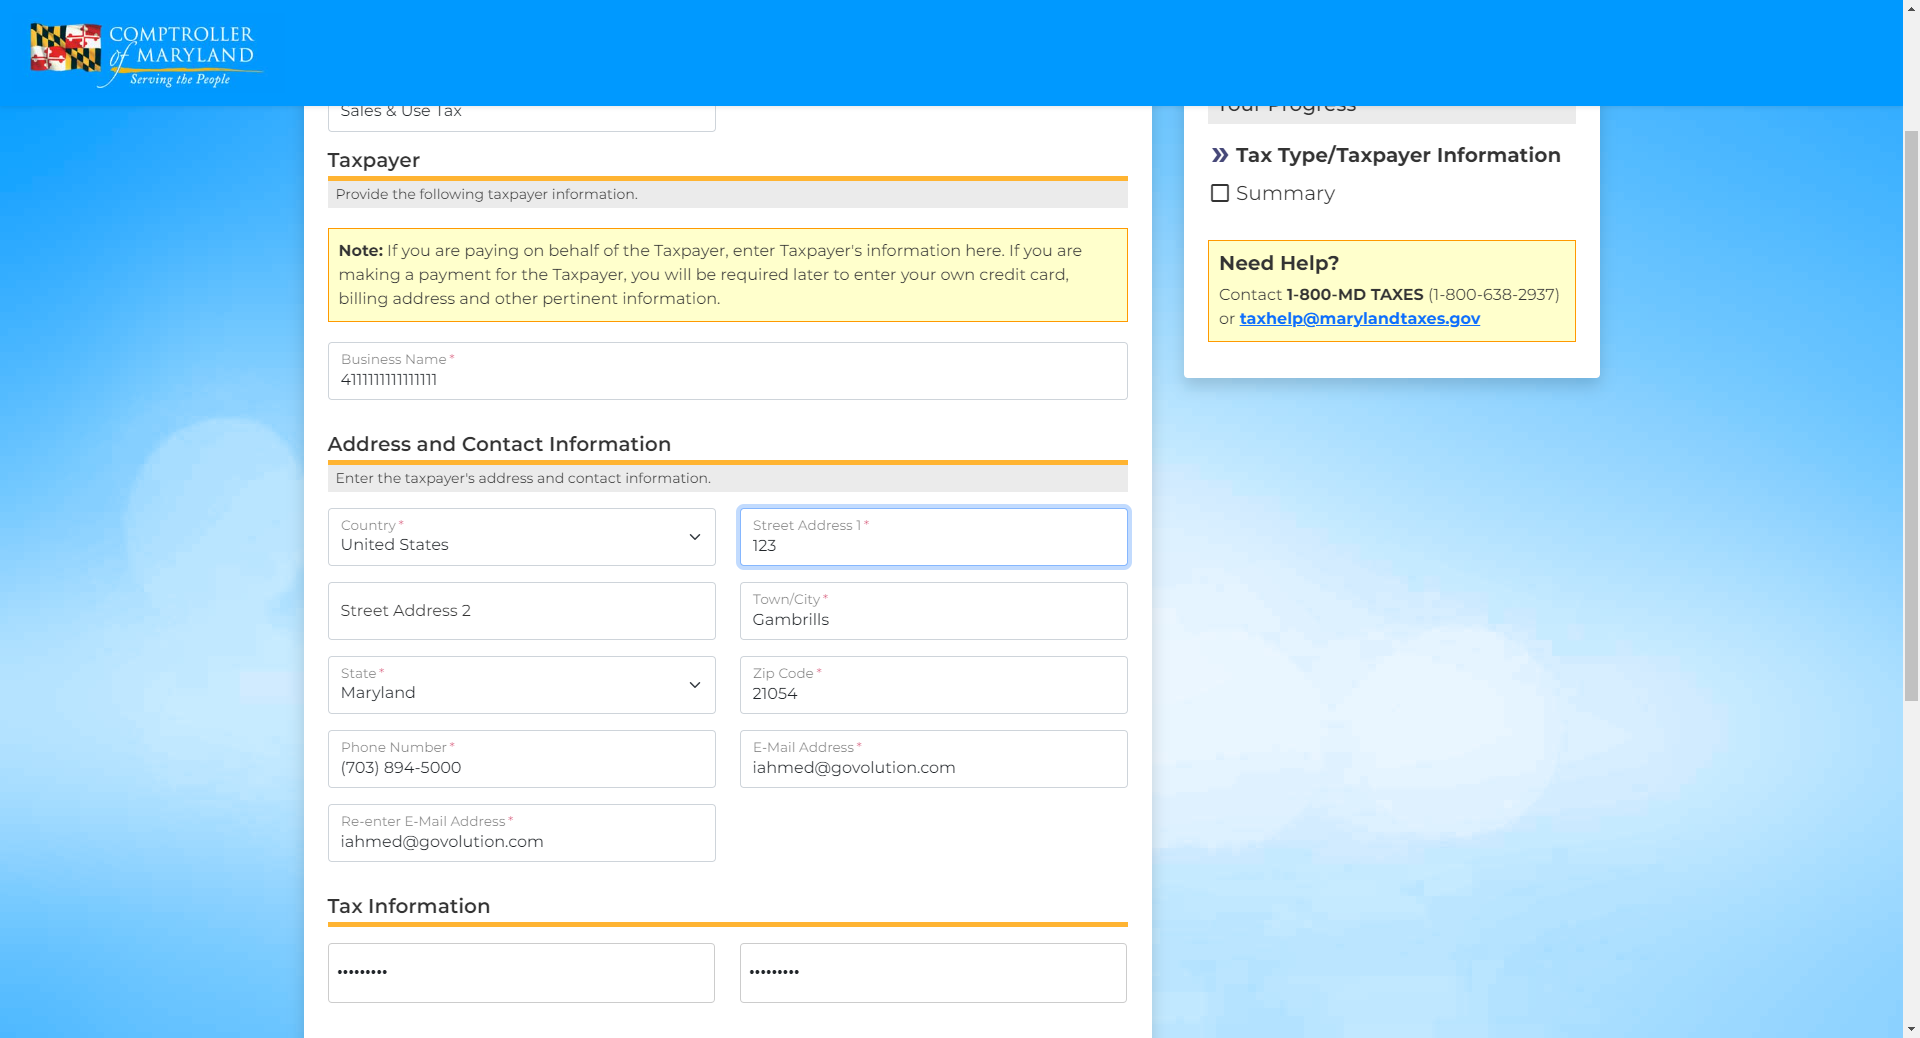 COMPTROLLER
of MARYLAND
Serving the People
Sales & Use Tax
Taxpayer
Provide the following taxpayer information.
Note: If you are paying on behalf of the Taxpayer, enter Taxpayer's information here. If you are
making a payment for the Taxpayer, you will be required later to enter your own credit card,
billing address and other pertinent information.
Business Name *
4111111111111111
Address and Contact Information
Enter the taxpayer's address and contact information.
Country *
United States
Street Address 1 *
123
Street Address 2
Town/City *
Gambrills
State *
Maryland
Zip Code *
21054
Phone Number *
(703) 894-5000
E-Mail Address *
iahmed@govolution.com
Re-enter E-Mail Address *
iahmed@govolution.com
Tax Information
•••••••••
•••••••••
Your Progress
Tax Type/Taxpayer Information
Summary
Need Help?
Contact 1-800-MD TAXES (1-800-638-2937)
or taxhelp@marylandtaxes.gov